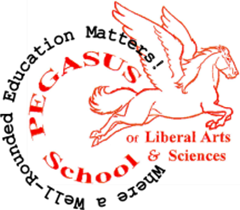 Where a Well-Rounded Education Matters!
PEGASUS
School
Of Liberal Arts
& Sciences